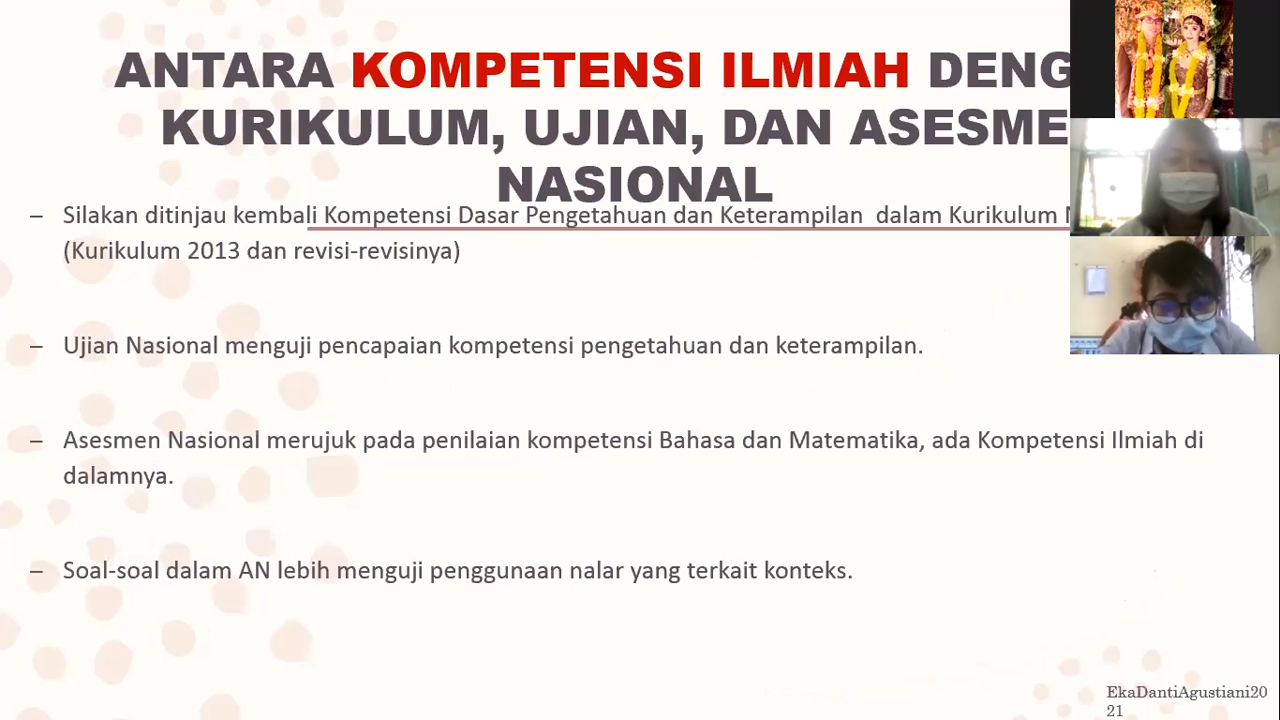 ANTARA KOMPETENSI ILMIAH DENG
KURIKULUM, UJIAN, DAN ASESME
NASIONAL
– Silakan ditinjau kembali Kompetensi Dasar Pengetahuan dan Keterampilan dalam Kurikulum
(Kurikulum 2013 dan revisi-revisinya)
– Ujian Nasional menguji pencapaian kompetensi pengetahuan dan keterampilan.
– Asesmen Nasional merujuk pada penilaian kompetensi Bahasa dan Matematika, ada Kompetensi Ilmiah di
dalamnya.
– Soal-soal dalam AN lebih menguji penggunaan nalar yang terkait konteks.
EkaDantiAgustiani20
21